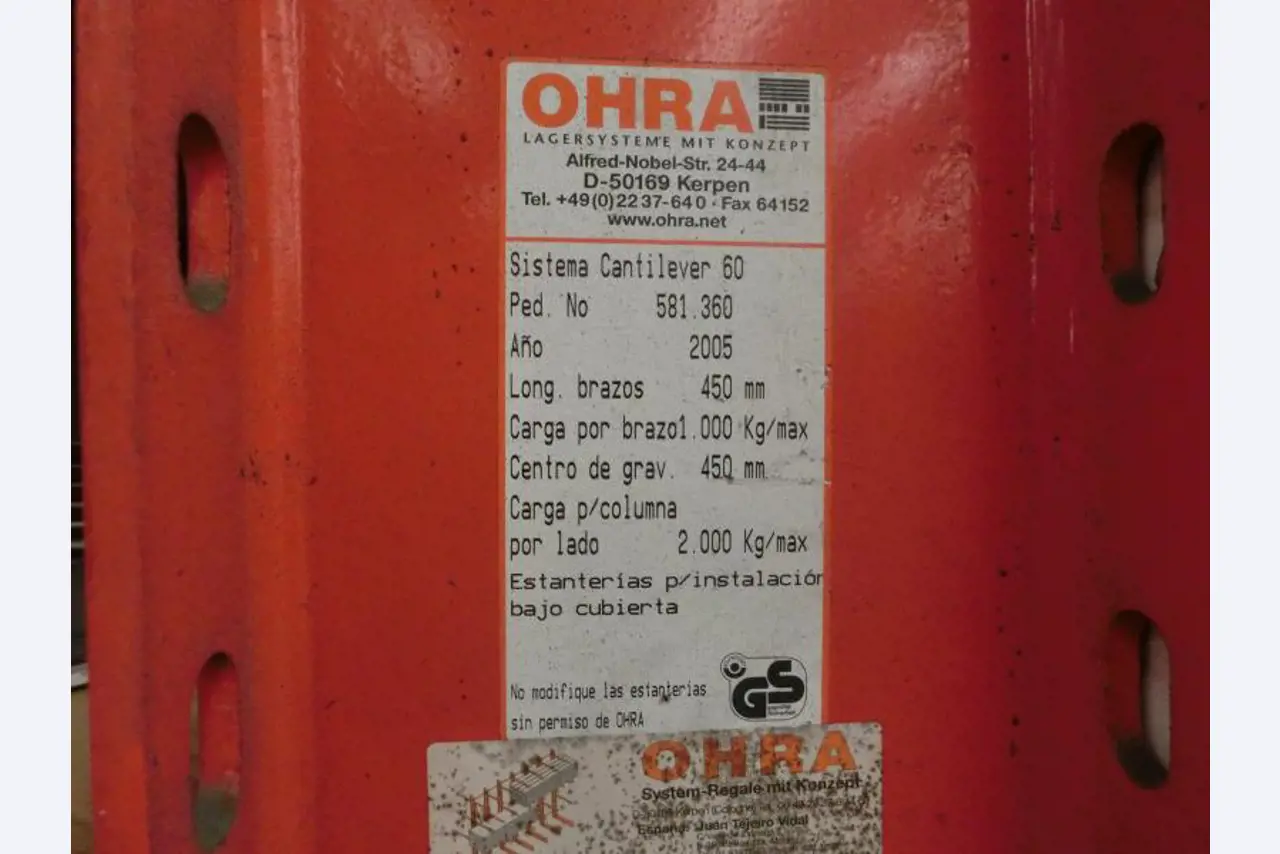 OHRA
LAGERSYSTEME MIT KONZEPT
Alfred-Nobel-Str. 24-44
D-50169 Kerpen
Tel. +49(0)2237-640 · Fax 64152
www.ohra.net
Sistema Cantilever 60
Ped. No 581.360
Año 2005
Long. brazos 450 mm
Carga por brazo1.000 Kg/max
Centro de grav. 450 mm
Carga p/columna
por lado 2.000 Kg/max
Estanterías p/instalación
bajo cubierta
GS
No modifique las estanterías
sin permiso de OHRA
OHRA
System-Regale mit Konzept
España: Juan Tejeiro Vidal